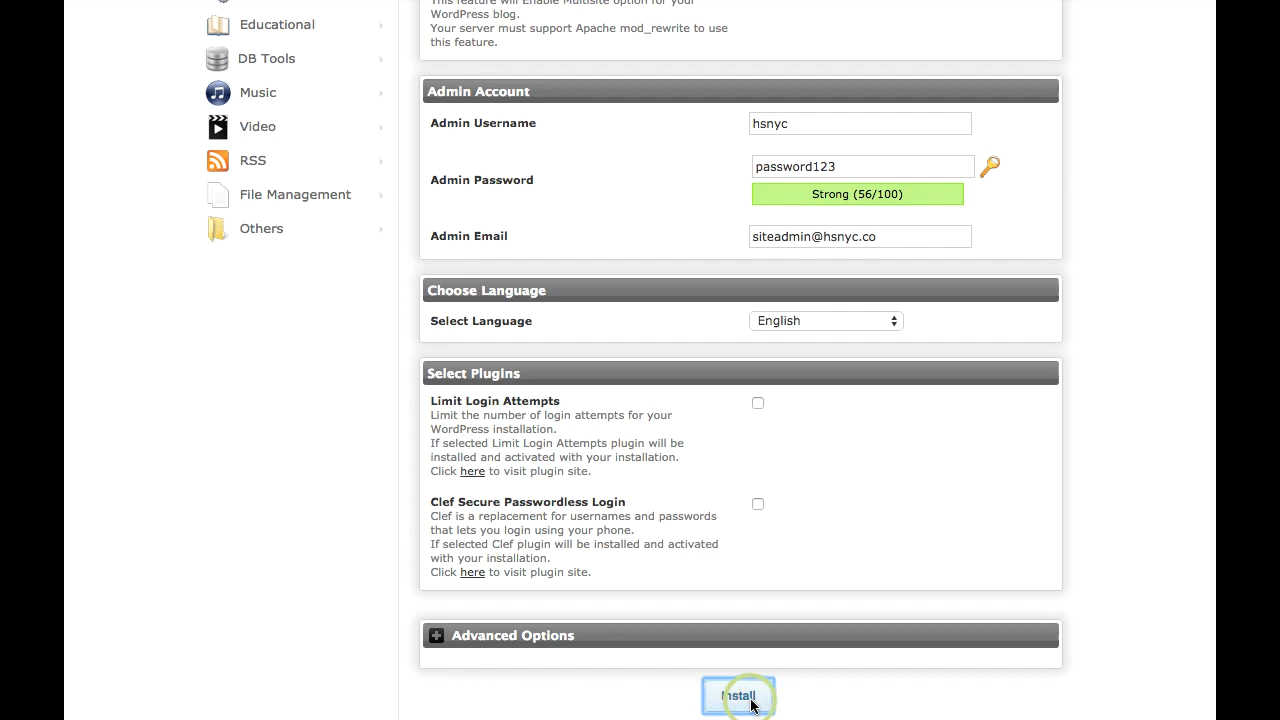 Educational
DB Tools
Music
Video
RSS
File Management
Others
This feature will Enable Multisite option for your
WordPress blog.
Your server must support Apache mod_rewrite to use
this feature.
Admin Account
Admin Username
hsnyc
Admin Password
password123
Strong (56/100)
Admin Email
siteadmin@hsnyc.co
Choose Language
Select Language
English
Select Plugins
Limit Login Attempts
Limit the number of login attempts for your
WordPress installation.
If selected Limit Login Attempts plugin will be
installed and activated with your installation.
Click here to visit plugin site.
Clef Secure Passwordless Login
Clef is a replacement for usernames and passwords
that lets you login using your phone.
If selected Clef plugin will be installed and activated
with your installation.
Click here to visit plugin site.
Advanced Options
Install